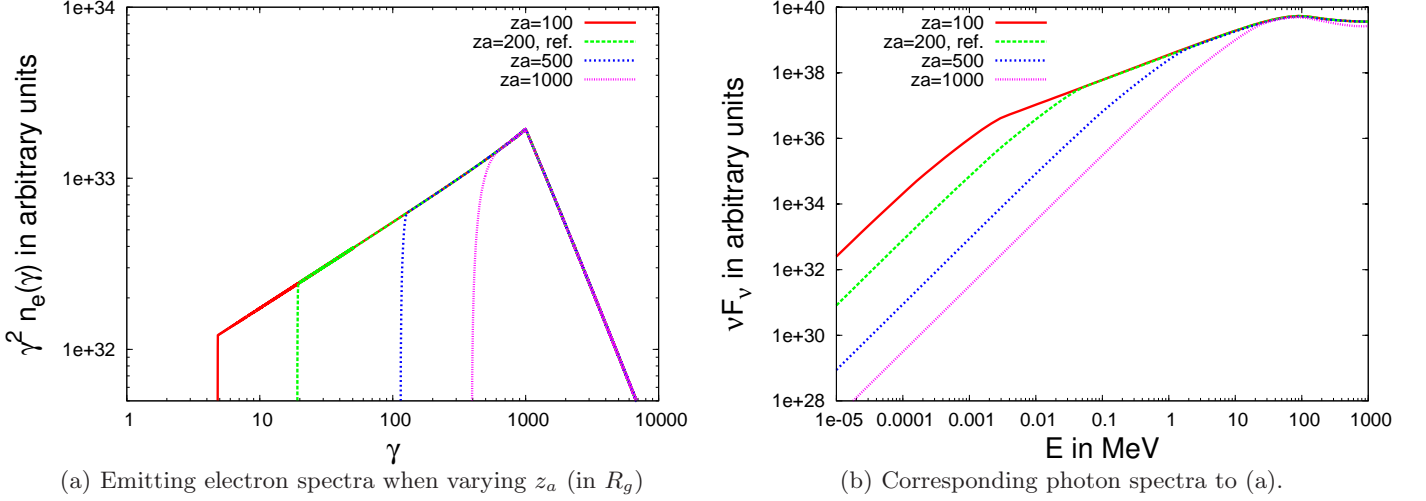 1e+34
1e+33
1e+32
1
10
100
1000
10000
γ² nₑ(γ) in arbitrary units
γ
za=100
za=200, ref.
za=500
za=1000
(a) Emitting electron spectra when varying zₐ (in R_g)
1e+40
1e+38
1e+36
1e+34
1e+32
1e+30
1e+28
1e-05
0.0001
0.001
0.01
0.1
1
10
100
1000
νF_ν in arbitrary units
E in MeV
za=100
za=200, ref.
za=500
za=1000
(b) Corresponding photon spectra to (a).